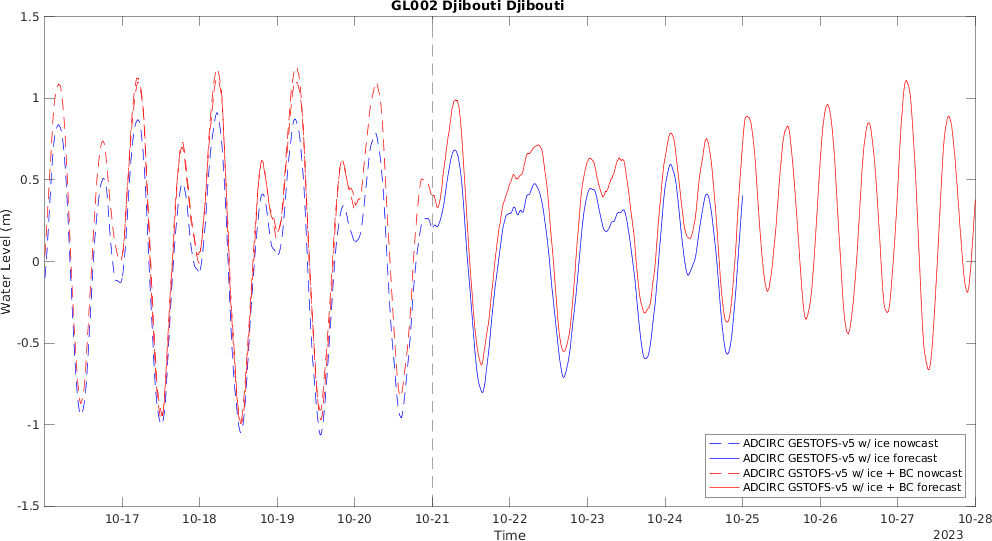 GL002 Djibouti Djibouti
1.5
1
0.5
0
-0.5
-1
-1.5
Water Level (m)
ADCIRC GESTOFS-v5 w/ ice nowcast
ADCIRC GESTOFS-v5 w/ ice forecast
ADCIRC GSTOFS-v5 w/ ice + BC nowcast
ADCIRC GSTOFS-v5 w/ ice + BC forecast
10-17 10-18 10-19 10-20 10-21 10-22 10-23 10-24 10-25 10-26 10-27 10-28
Time
2023